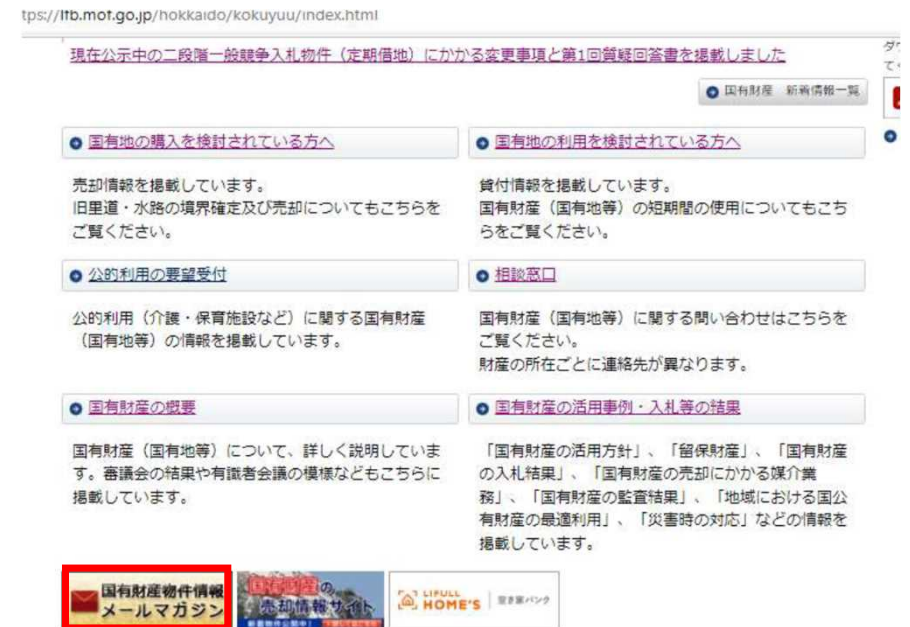 tps://lfb.mof.go.jp/hokkaido/kokuyuu/index.html
現在公示中の二段階一般競争入札物件（定期借地）にかかる変更事項と第1回質疑回答書を掲載しました
国有財産 新着情報一覧
国有地の購入を検討されている方へ
売却情報を掲載しています。
旧里道・水路の境界確定及び売却についてもこちらを
ご覧ください。
国有地の利用を検討されている方へ
貸付情報を掲載しています。
国有財産（国有地等）の短期間の使用についてもこち
らをご覧ください。
公的利用の要望受付
公的利用（介護・保育施設など）に関する国有財産
（国有地等）の情報を掲載しています。
相談窓口
国有財産（国有地等）に関する問い合わせはこちらを
ご覧ください。
財産の所在ごとに連絡先が異なります。
国有財産の概要
国有財産（国有地等）について、詳しく説明していま
す。審議会の結果や有識者会議の模様などもこちらに
掲載しています。
国有財産の活用事例・入札等の結果
「国有財産の活用方針」、「留保財産」、「国有財産
の入札結果」、「国有財産の売却にかかる媒介業
務」、「国有財産の監査結果」、「地域における国公
有財産の最適利用」、「災害時の対応」などの情報を
掲載しています。
国有財産物件情報
メールマガジン
国有財産の
売却情報サイト
新着物件公開中！
LIFULL
HOME'S
空き家バンク